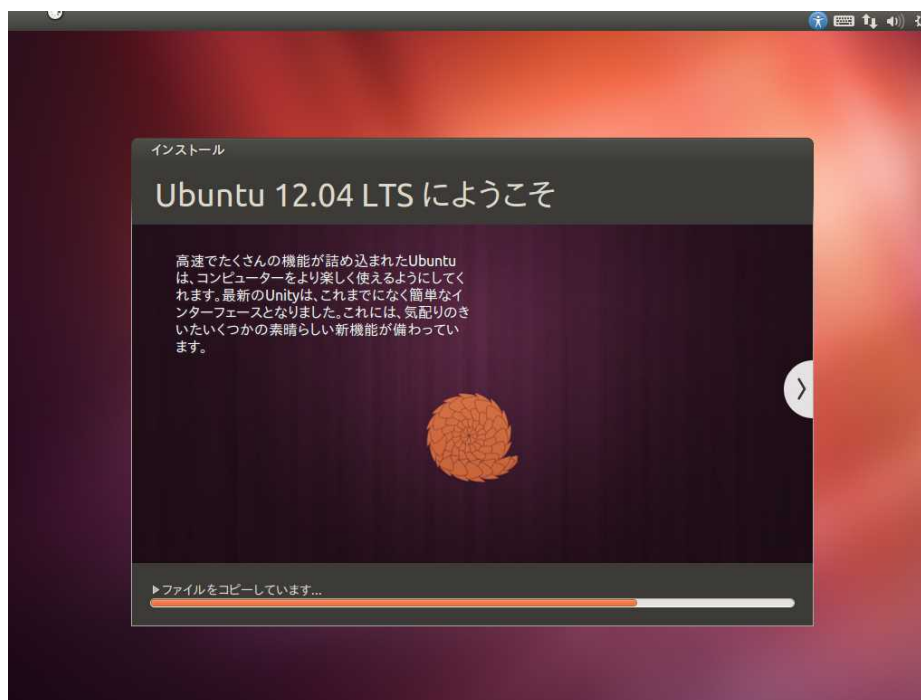 インストール
Ubuntu 12.04 LTS にようこそ
高速でたくさんの機能が詰め込まれたUbuntu
は、コンピューターをより楽しく使えるようにしてく
れます。最新のUnityは、これまでになく簡単なイ
ンターフェースとなりました。これには、気配りのき
いたいくつかの素晴らしい新機能が備わってい
ます。
ファイルをコピーしています...